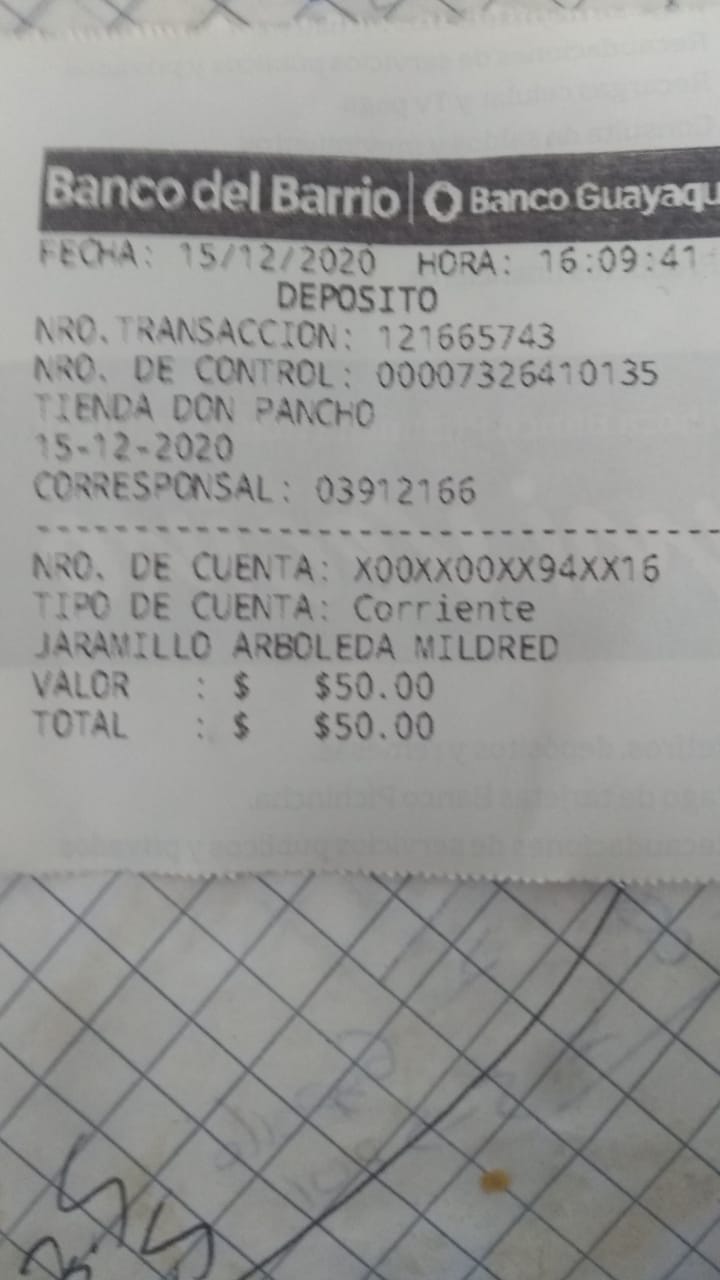 Banco del Barrio | Banco Guayaqu
FECHA: 15/12/2020 HORA: 16:09:41
DEPOSITO
NRO.TRANSACCION: 121665743
NRO. DE CONTROL: 00007326410135
TIENDA DON PANCHO
15-12-2020
CORRESPONSAL: 03912166
NRO. DE CUENTA: X00XX00XX94XX16
TIPO DE CUENTA: Corriente
JARAMILLO ARBOLEDA MILDRED
VALOR : $ $50.00
TOTAL : $ $50.00